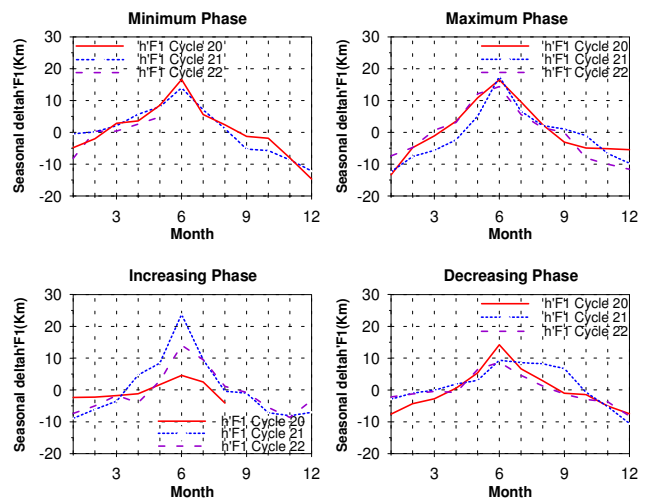 Minimum Phase
30
20
10
0
-10
-20
3
6
9
12
Month
Seasonal deltah'F1(Km)
'h'F1 Cycle 20
'h'F1 Cycle 21
'h'F1 Cycle 22
Maximum Phase
30
20
10
0
-10
-20
3
6
9
12
Month
Seasonal deltah'F1(Km)
'h'F1 Cycle 20
'h'F1 Cycle 21
'h'F1 Cycle 22
Increasing Phase
30
20
10
0
-10
-20
3
6
9
12
Month
Seasonal deltah'F1(Km)
'h'F1 Cycle 20
'h'F1 Cycle 21
'h'F1 Cycle 22
Decreasing Phase
30
20
10
0
-10
-20
3
6
9
12
Month
Seasonal deltah'F1(Km)
'h'F1 Cycle 20
'h'F1 Cycle 21
'h'F1 Cycle 22